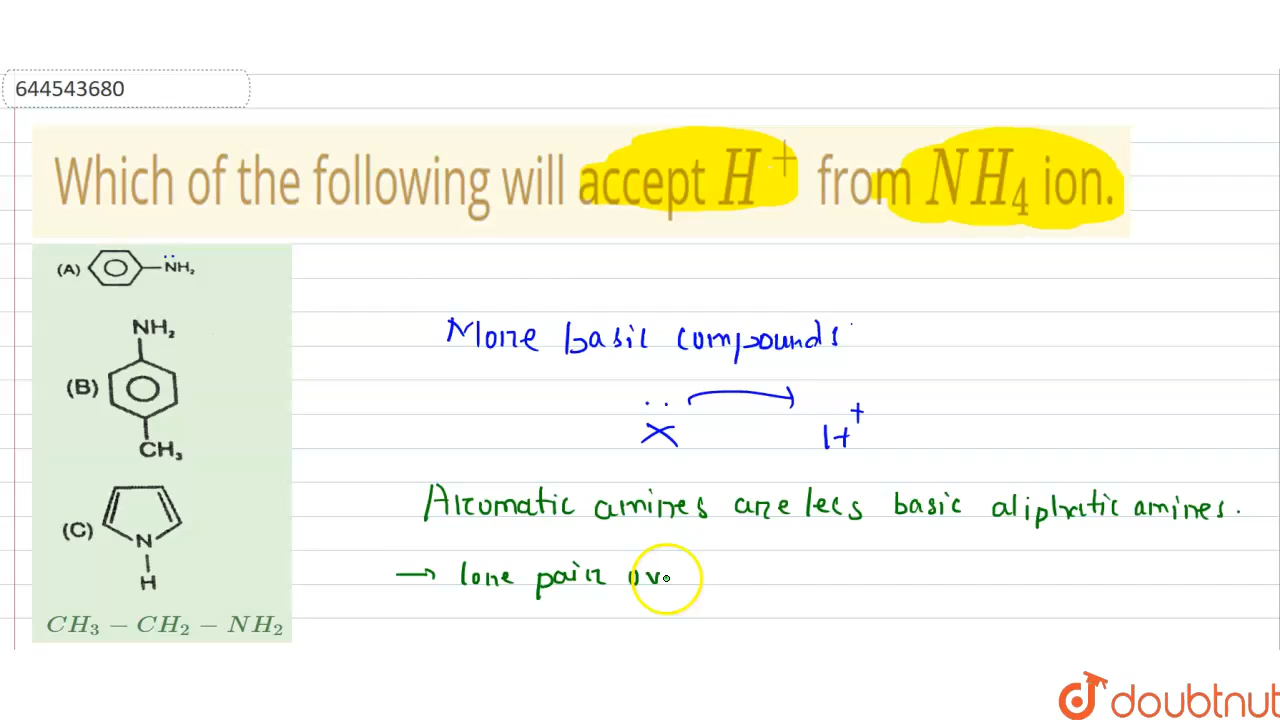 644543680
Which of the following will accept H⁺ from NH₄ ion.
(A) NH₂
NH₂
(B)
CH₃
(C) N
H
CH₃ − CH₂ − NH₂
More basic compounds
X H⁺
Aromatic amines are less basic aliphatic amines.
→ lone pair ov
doubtnut